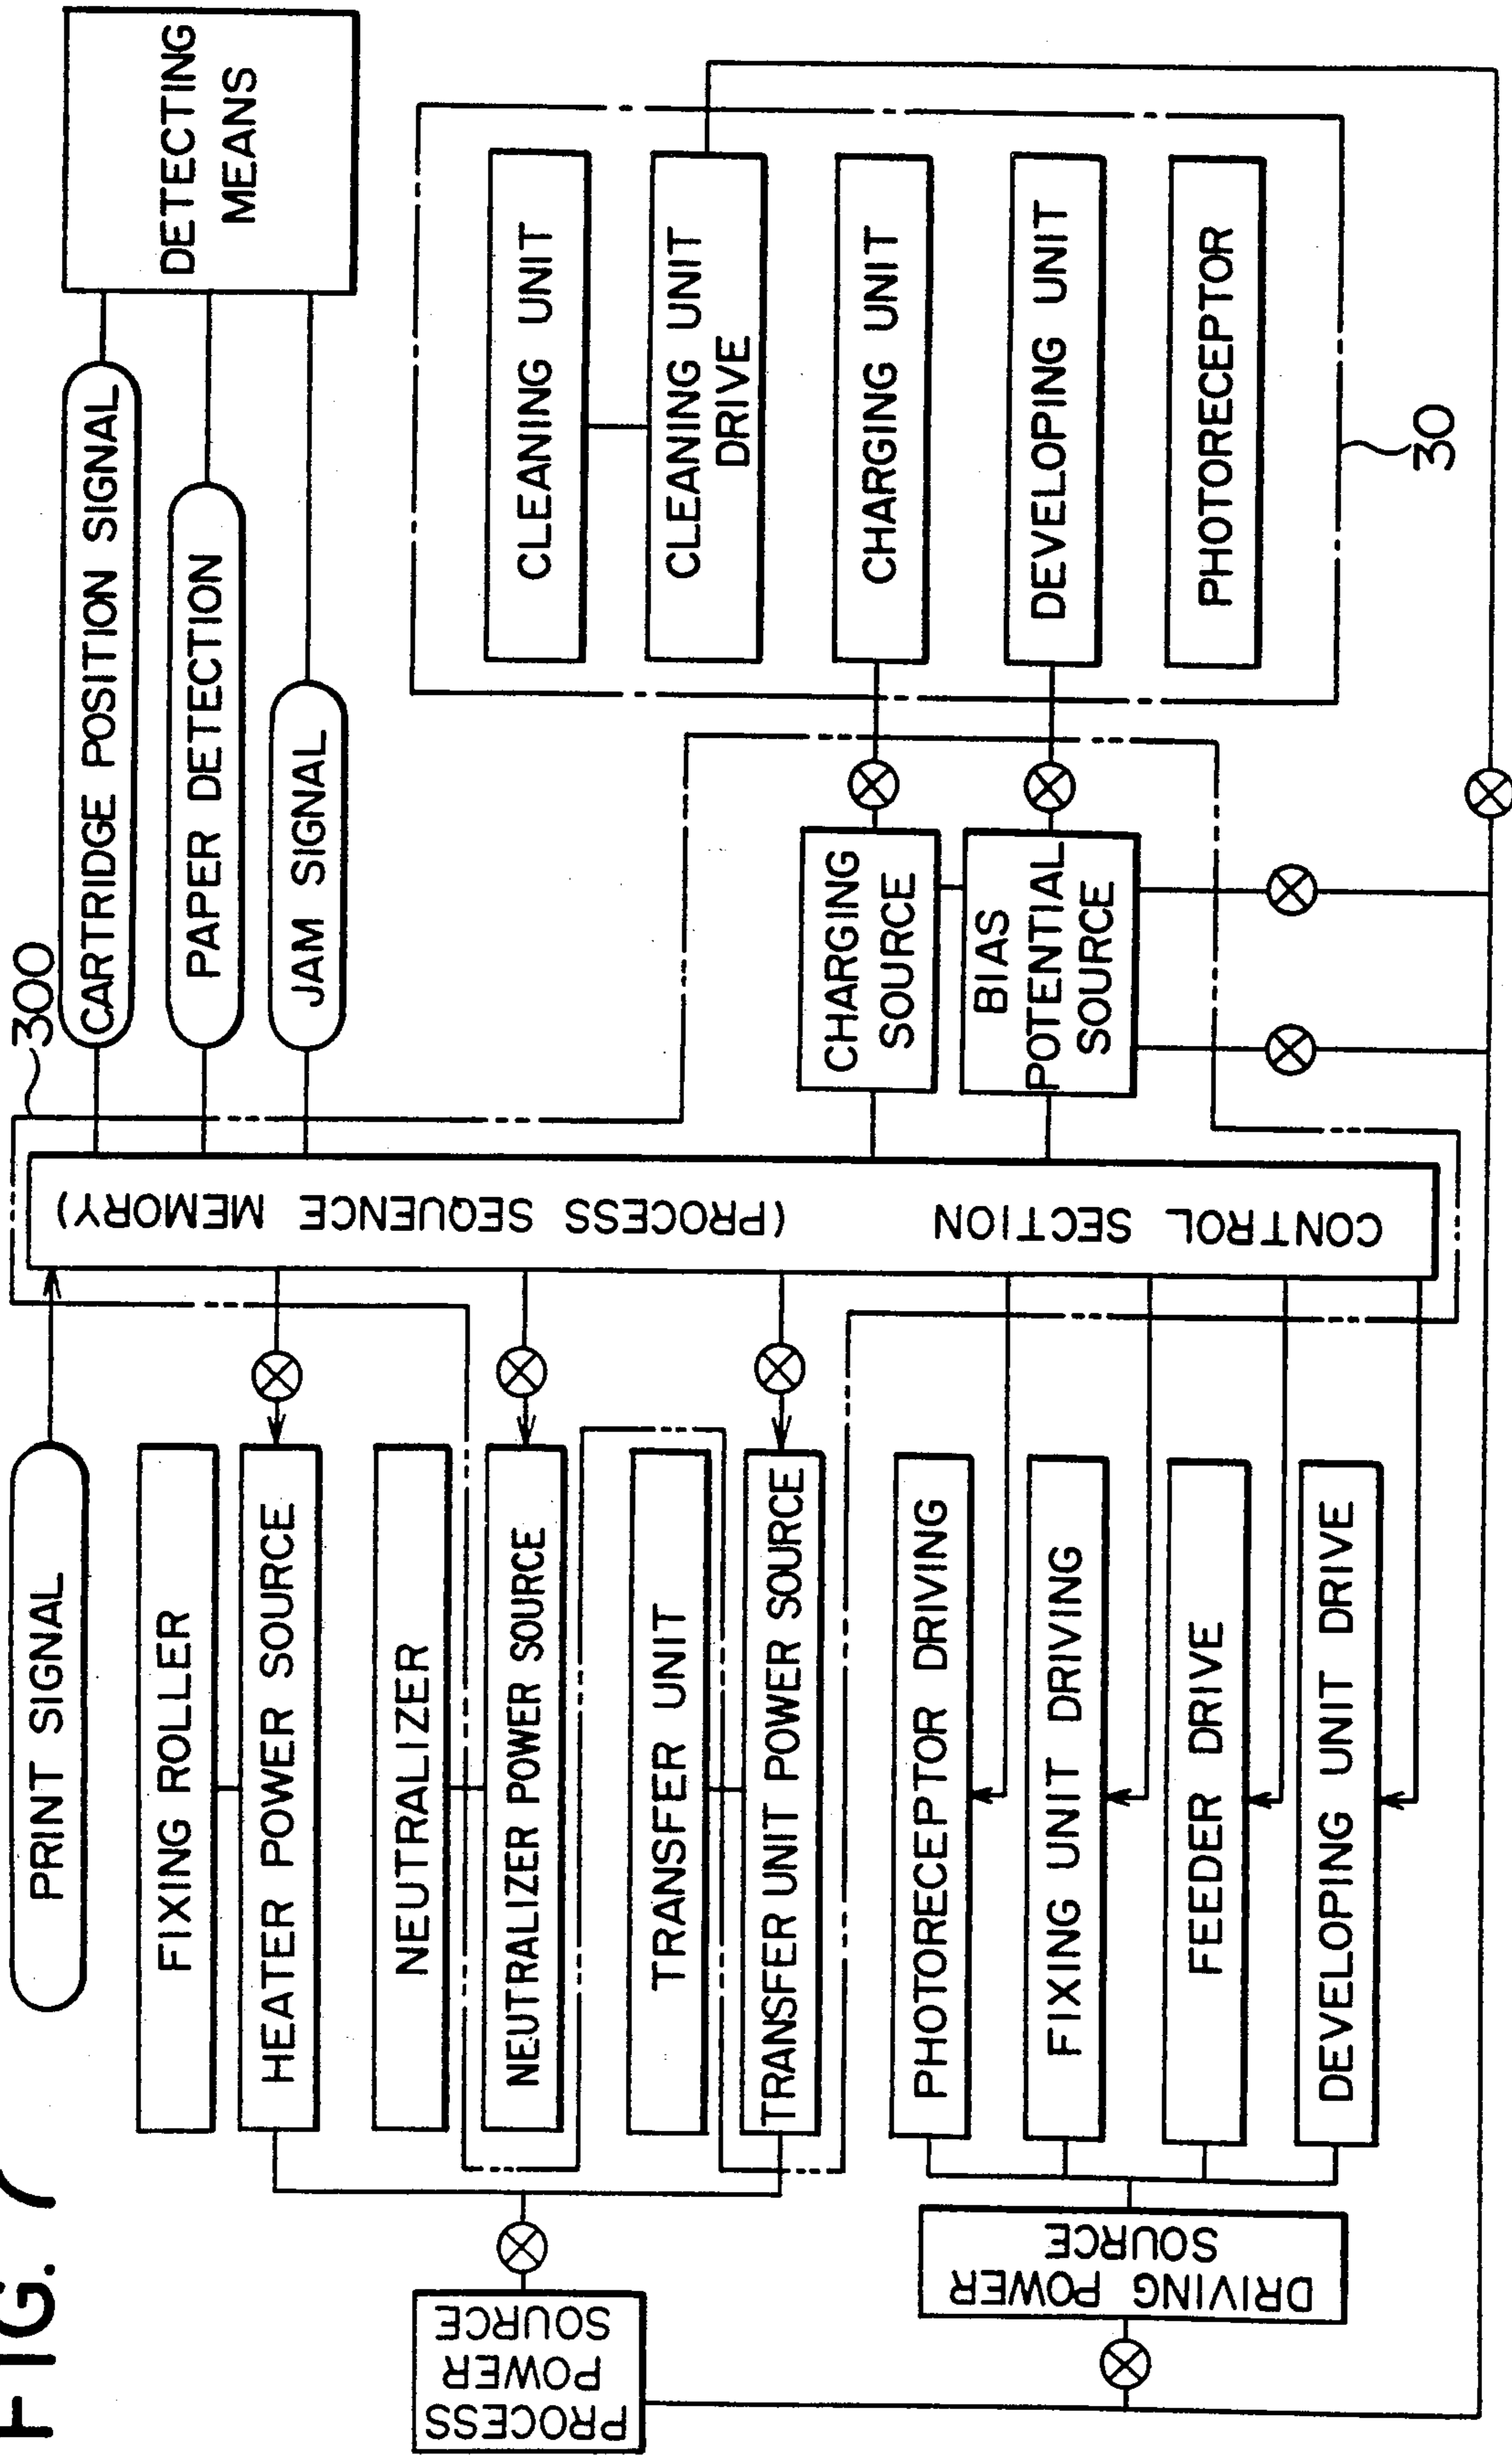 FIG. 7
PRINT SIGNAL
FIXING ROLLER
HEATER POWER SOURCE
NEUTRALIZER
NEUTRALIZER POWER SOURCE
TRANSFER UNIT
TRANSFER UNIT POWER SOURCE
PHOTORECEPTOR DRIVING
FIXING UNIT DRIVING
FEEDER DRIVE
DEVELOPING UNIT DRIVE
PROCESS
POWER
SOURCE
DRIVING POWER
SOURCE
CONTROL SECTION (PROCESS SEQUENCE MEMORY)
300
CARTRIDGE POSITION SIGNAL
PAPER DETECTION
JAM SIGNAL
DETECTING
MEANS
CHARGING
SOURCE
BIAS
POTENTIAL
SOURCE
CLEANING UNIT
CLEANING UNIT
DRIVE
CHARGING UNIT
DEVELOPING UNIT
PHOTORECEPTOR
30